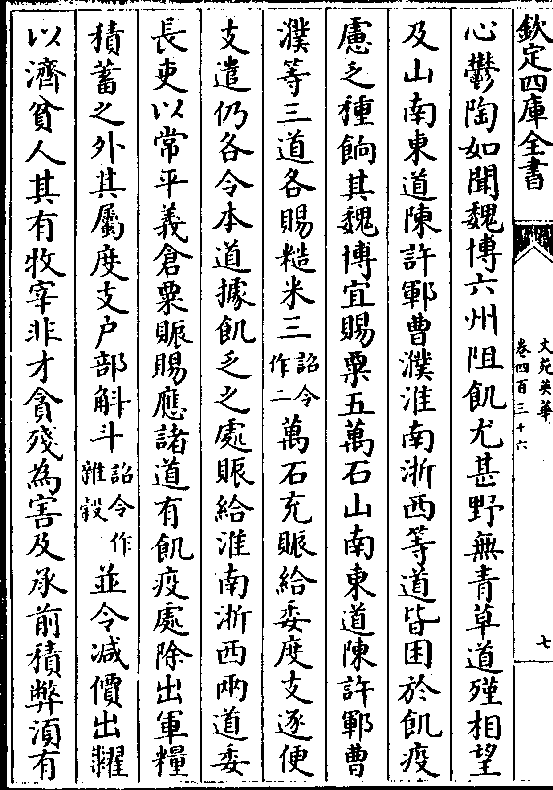 欽定四庫全書
文苑英華
卷四百三十六
七
心鬱陶如聞魏博六州阻飢尤甚野無青草道殣相望
及山南東道陳許鄆曹濮淮南浙西等道皆困於飢疫
慮乏種餉其魏博宜賜粟五萬石山南東道陳許鄆曹
濮等三道各賜糙米三詔令作二萬石充賑給委度支逐便
支遣仍各令本道據飢乏之處賑給淮南浙西兩道委
長吏以常平義倉粟賑賜應諸道有飢疫處除出軍糧
積蓄之外其屬度支户部斛斗詔令作雜穀並令减價出糶
以濟貧人其有牧宰非才貪殘為害及承前積弊湏有